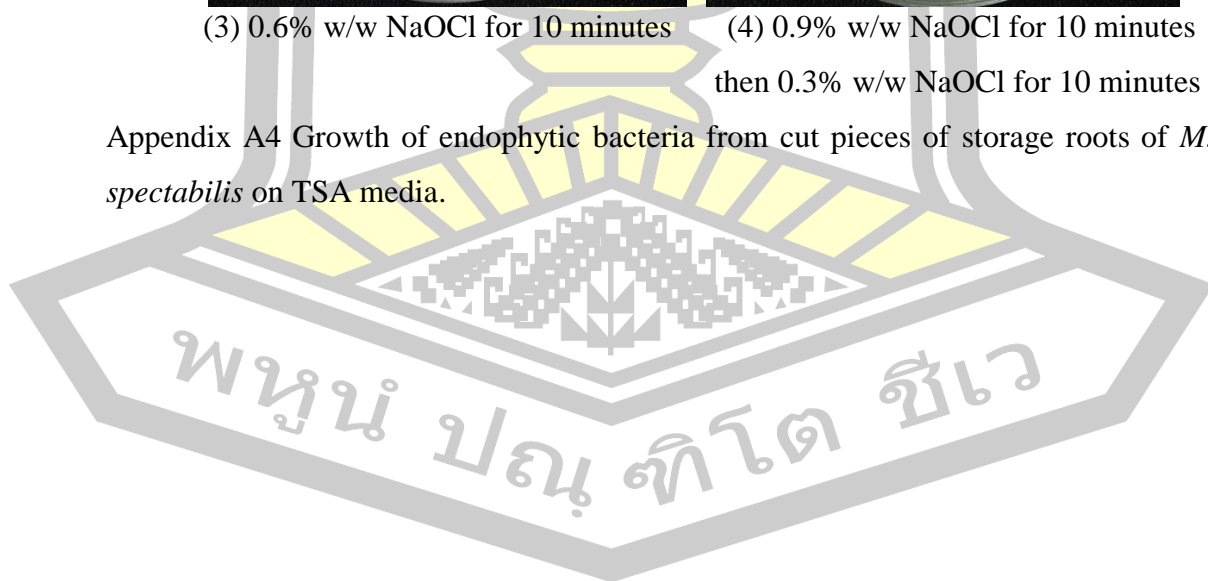 (3) 0.6% w/w NaOCl for 10 minutes
(4) 0.9% w/w NaOCl for 10 minutes
then 0.3% w/w NaOCl for 10 minutes
Appendix A4 Growth of endophytic bacteria from cut pieces of storage roots of M.
spectabilis on TSA media.
พหูนํ ปณฺฑิโต ชีเว